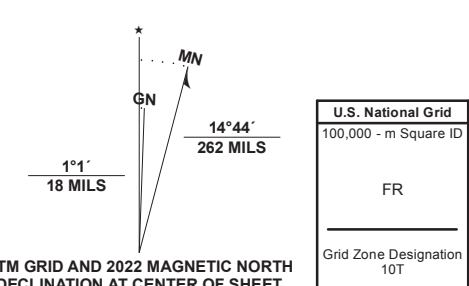 ★
MN
GN
14°44´
262 MILS
1°1´
18 MILS
TM GRID AND 2022 MAGNETIC NORTH
DECLINATION AT CENTER OF SHEET
U.S. National Grid
100,000 - m Square ID
FR
Grid Zone Designation
10T